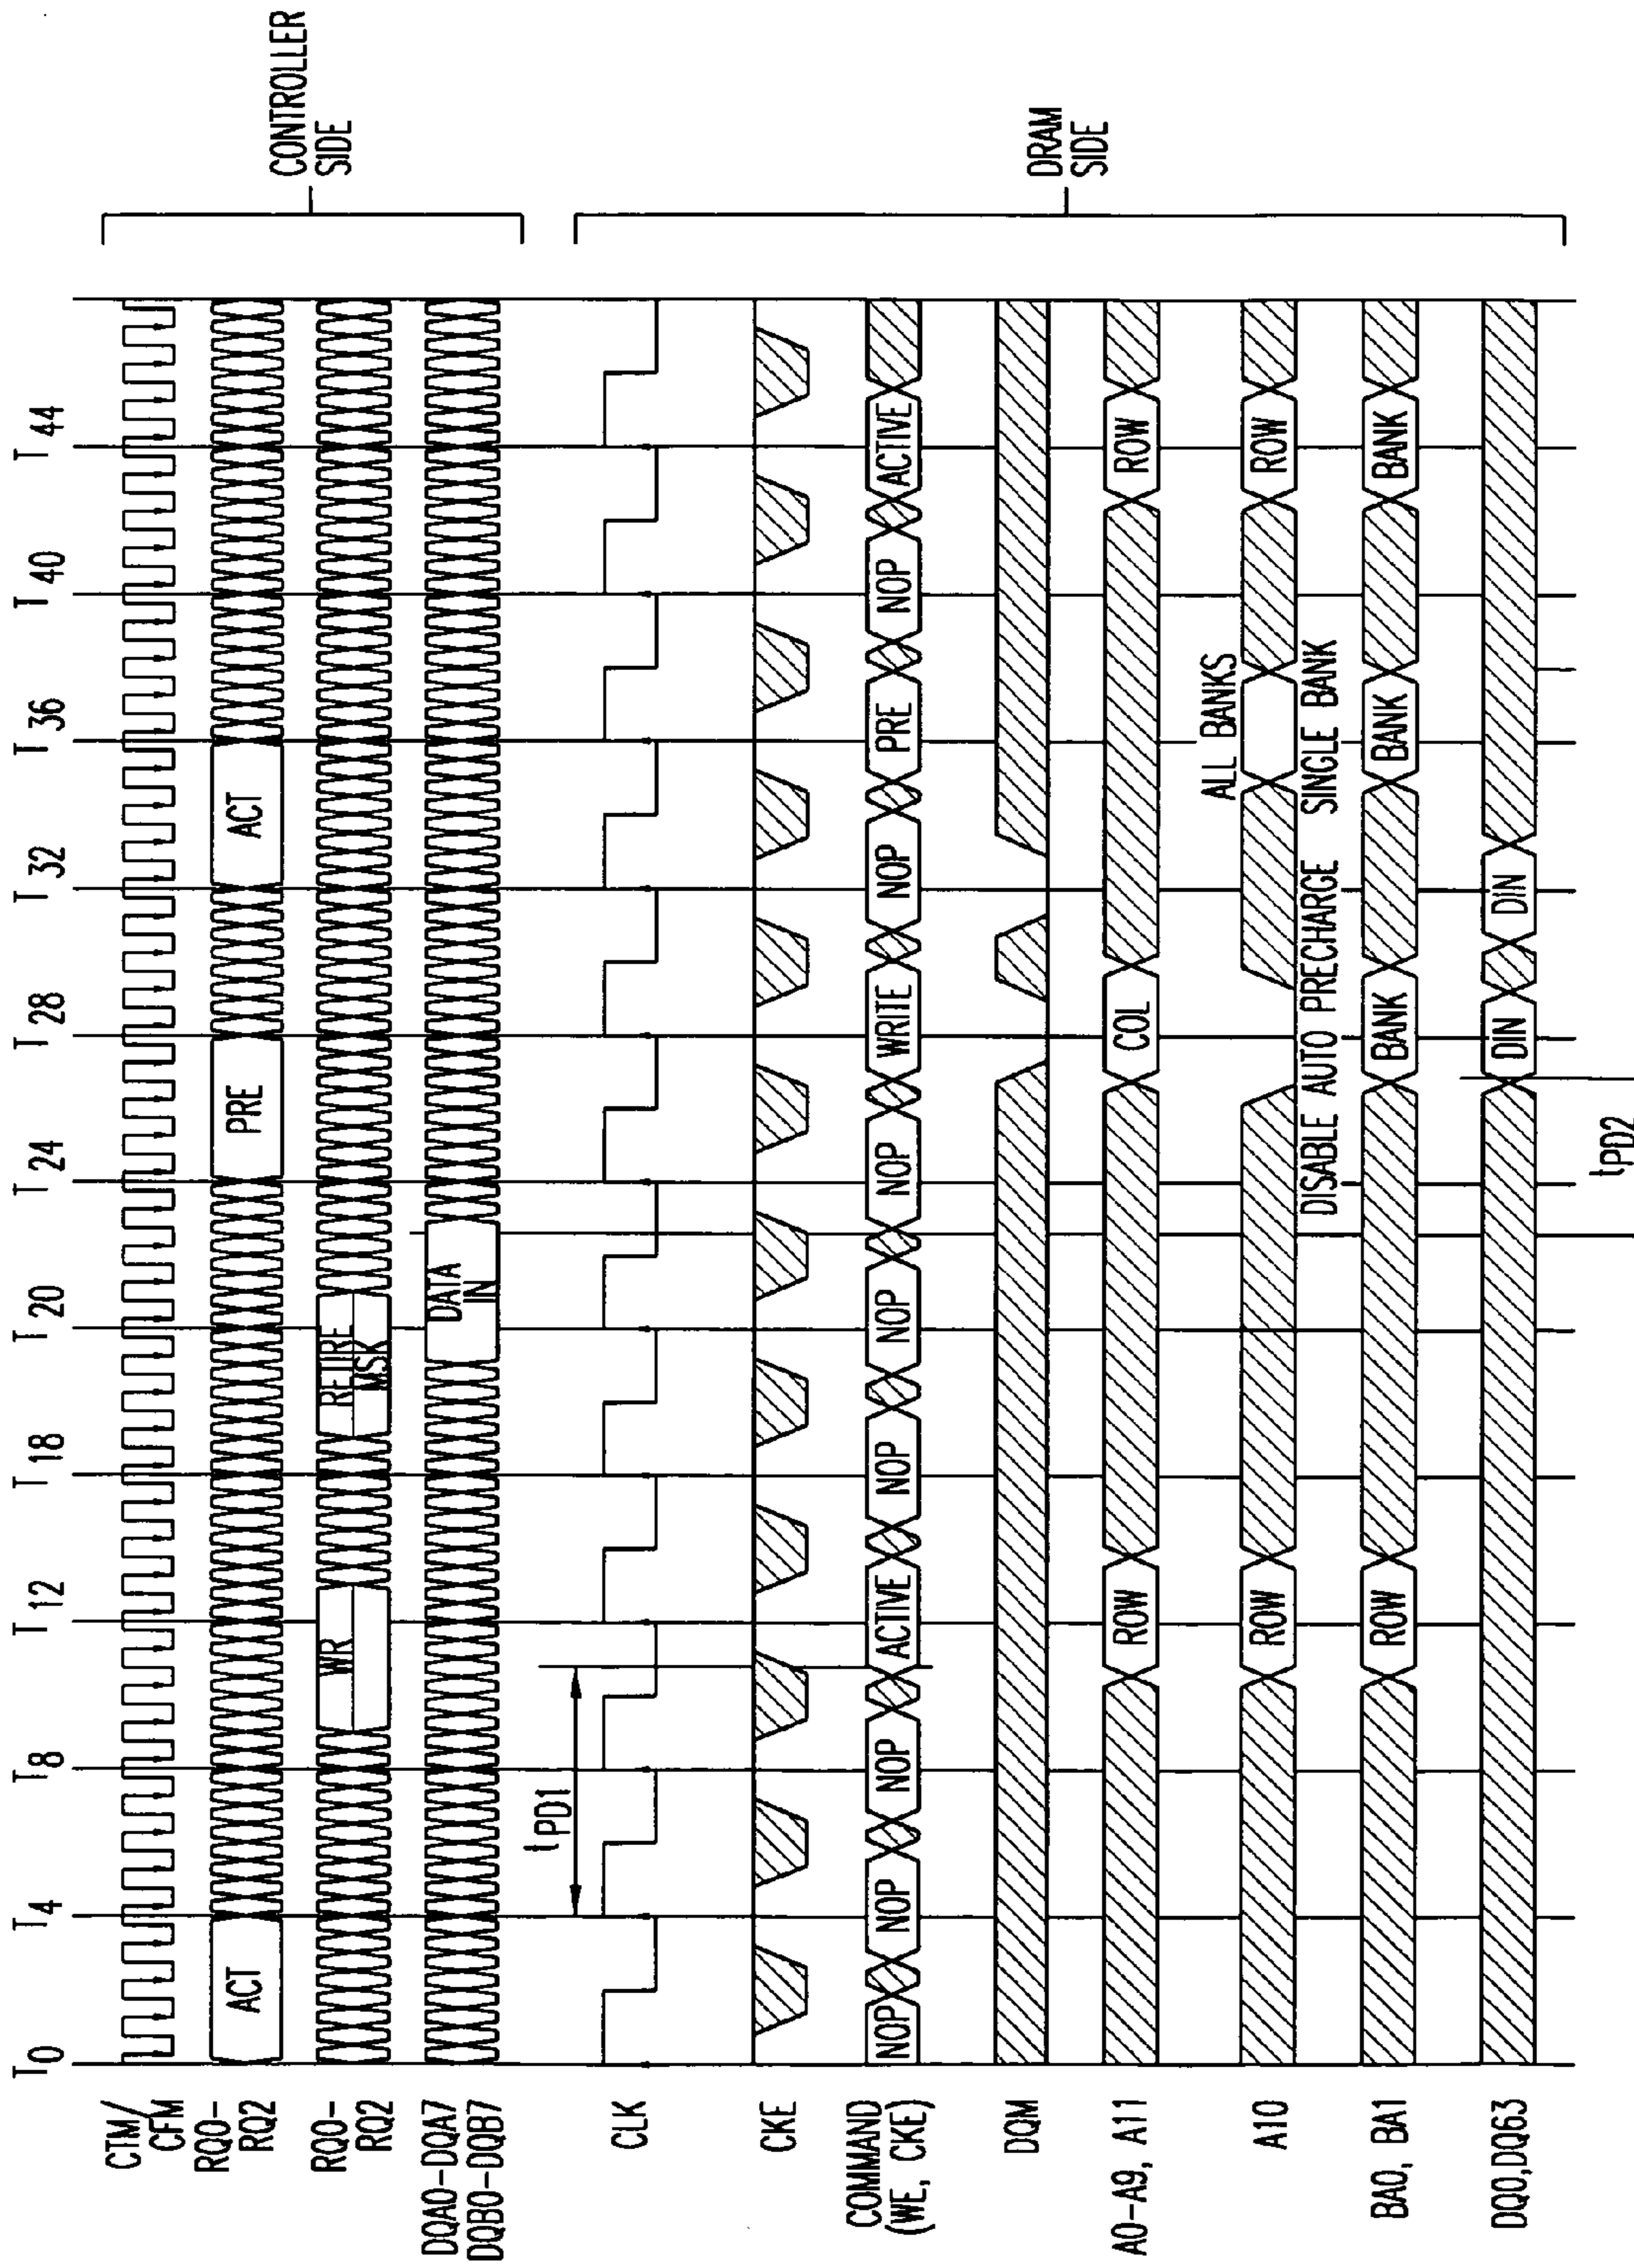 T0 T4 T8 T12 T18 T20 T24 T28 T32 T36 T40 T44
CTM/
CFM
RQ0-
RQ2
ACT PRE ACT
RQ0-
RQ2
WR RETIRE
MSK
DQA0-DQA7
DQB0-DQB7
DATA
IN
CONTROLLER
SIDE
tPD1
CLK
CKE
COMMAND
(WE, CKE)
NOP NOP NOP ACTIVE NOP NOP NOP WRITE NOP PRE NOP ACTIVE
DQM
DRAM
SIDE
A0-A9, A11
ROW COL ROW
ALL BANKS
A10
ROW ROW
DISABLE AUTO PRECHARGE SINGLE BANK
BA0, BA1
ROW BANK BANK BANK
DQ0,DQ63
DIN DIN
tPD2